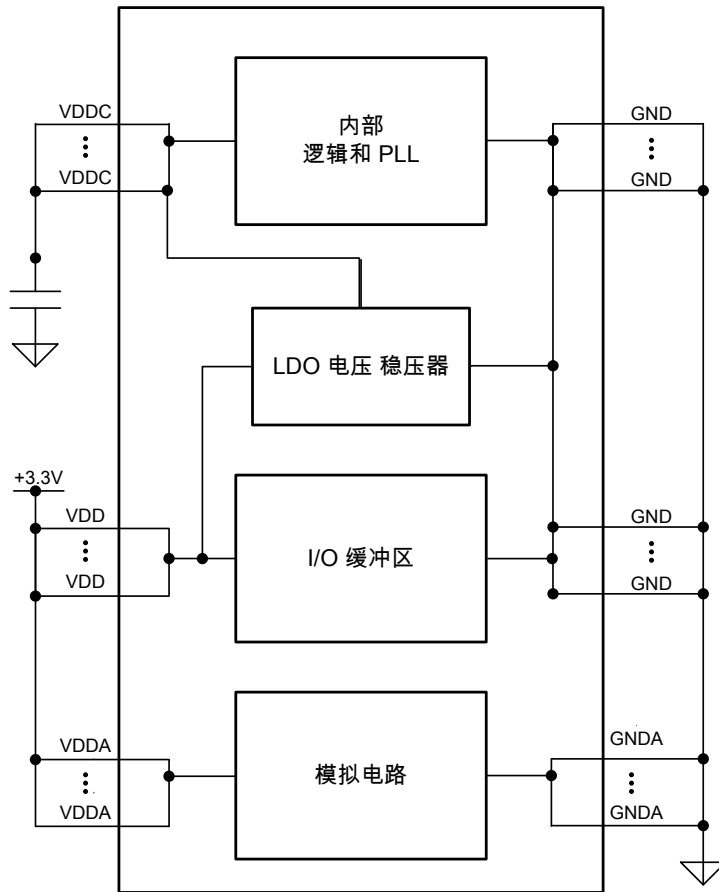 VDDC
VDDC
内部
逻辑和 PLL
GND
GND
LDO 电压 稳压器
+3.3V
VDD
VDD
I/O 缓冲区
GND
GND
VDDA
VDDA
模拟电路
GNDA
GNDA